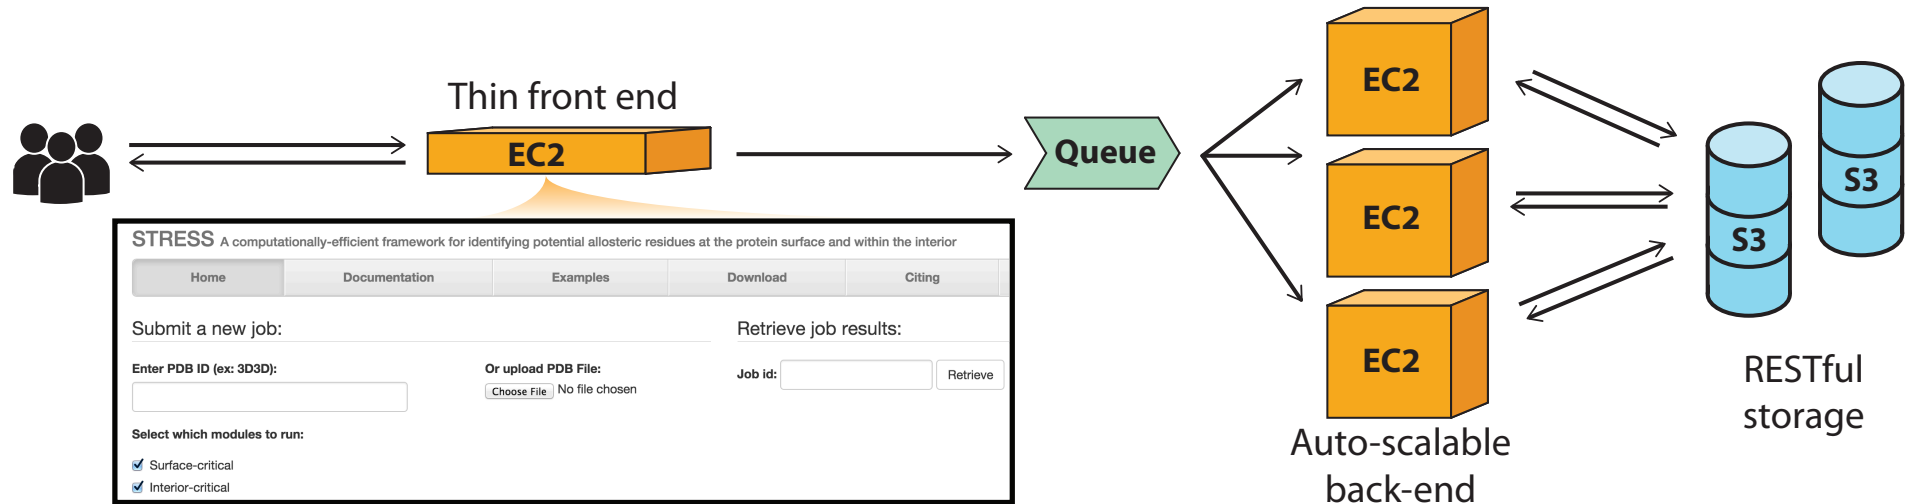 Thin front end
EC2
Queue
EC2
EC2
EC2
Auto-scalable
back-end
S3
S3
RESTful
storage
STRESS A computationally-efficient framework for identifying potential allosteric residues at the protein surface and within the interior
Home Documentation Examples Download Citing
Submit a new job:
Retrieve job results:
Enter PDB ID (ex: 3D3D):
Or upload PDB File:
Choose File No file chosen
Job id: Retrieve
Select which modules to run:
Surface-critical
Interior-critical